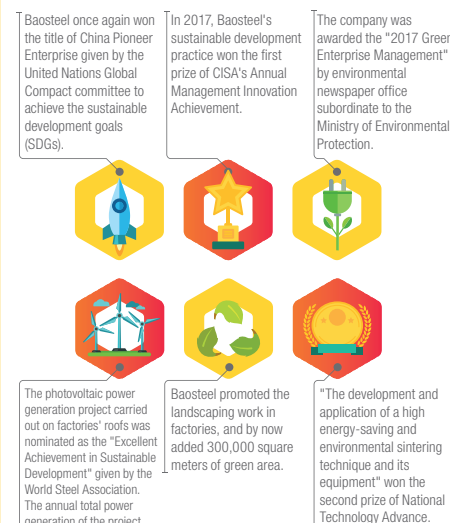 Baosteel once again won
the title of China Pioneer
Enterprise given by the
United Nations Global
Compact committee to
achieve the sustainable
development goals
(SDGs).
In 2017, Baosteel's
sustainable development
practice won the first
prize of CISA's Annual
Management Innovation
Achievement.
The company was
awarded the "2017 Green
Enterprise Management"
by environmental
newspaper office
subordinate to the
Ministry of Environmental
Protection.
The photovoltaic power
generation project carried
out on factories' roofs was
nominated as the "Excellent
Achievement in Sustainable
Development" given by the
World Steel Association.
The annual total power
generation of the project
Baosteel promoted the
landscaping work in
factories, and by now
added 300,000 square
meters of green area.
"The development and
application of a high
energy-saving and
environmental sintering
technique and its
equipment" won the
second prize of National
Technology Advance.